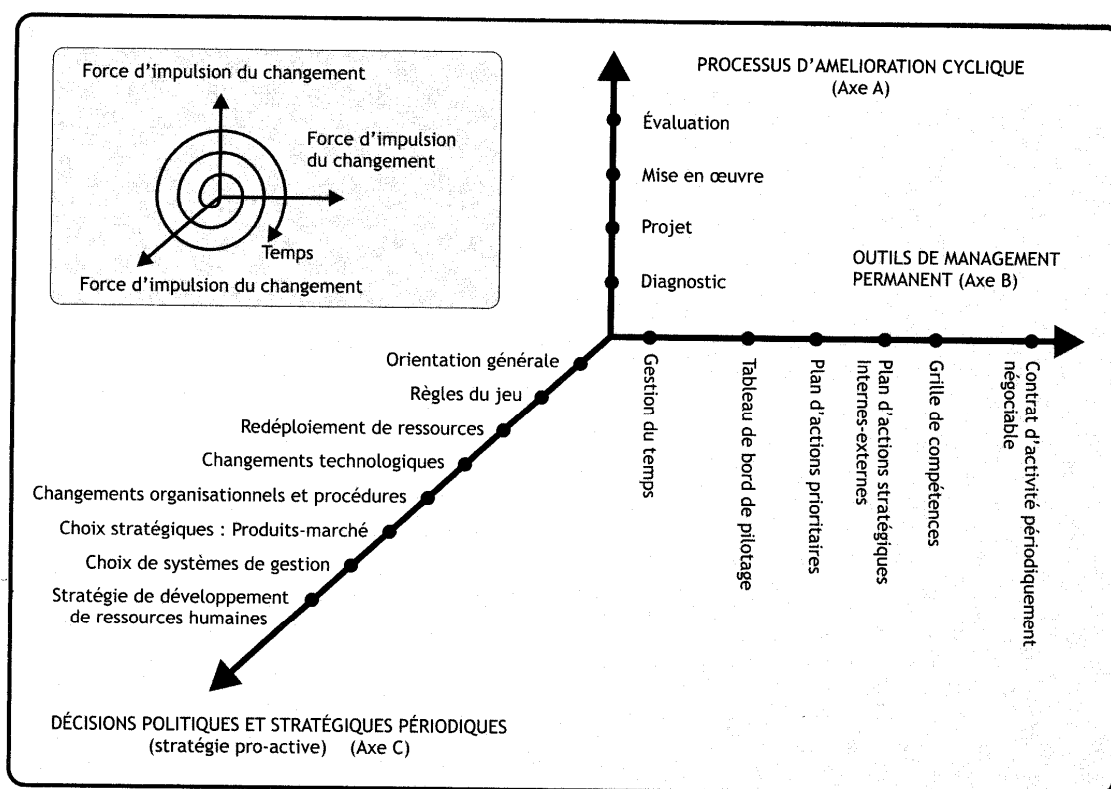 Force d'impulsion du changement
Force d'impulsion
du changement
Temps
Force d'impulsion du changement
PROCESSUS D'AMELIORATION CYCLIQUE
(Axe A)
Évaluation
Mise en œuvre
Projet
Diagnostic
OUTILS DE MANAGEMENT
PERMANENT (Axe B)
Gestion du temps
Tableau de bord de pilotage
Plan d'actions prioritaires
Plan d'actions stratégiques
internes-externes
Grille de compétences
Contrat d'activité périodiquement
négociable
Orientation générale
Règles du jeu
Redéploiement de ressources
Changements technologiques
Changements organisationnels et procédures
Choix stratégiques : Produits-marché
Choix de systèmes de gestion
Stratégie de développement
de ressources humaines
DÉCISIONS POLITIQUES ET STRATÉGIQUES PÉRIODIQUES
(stratégie pro-active) (Axe C)